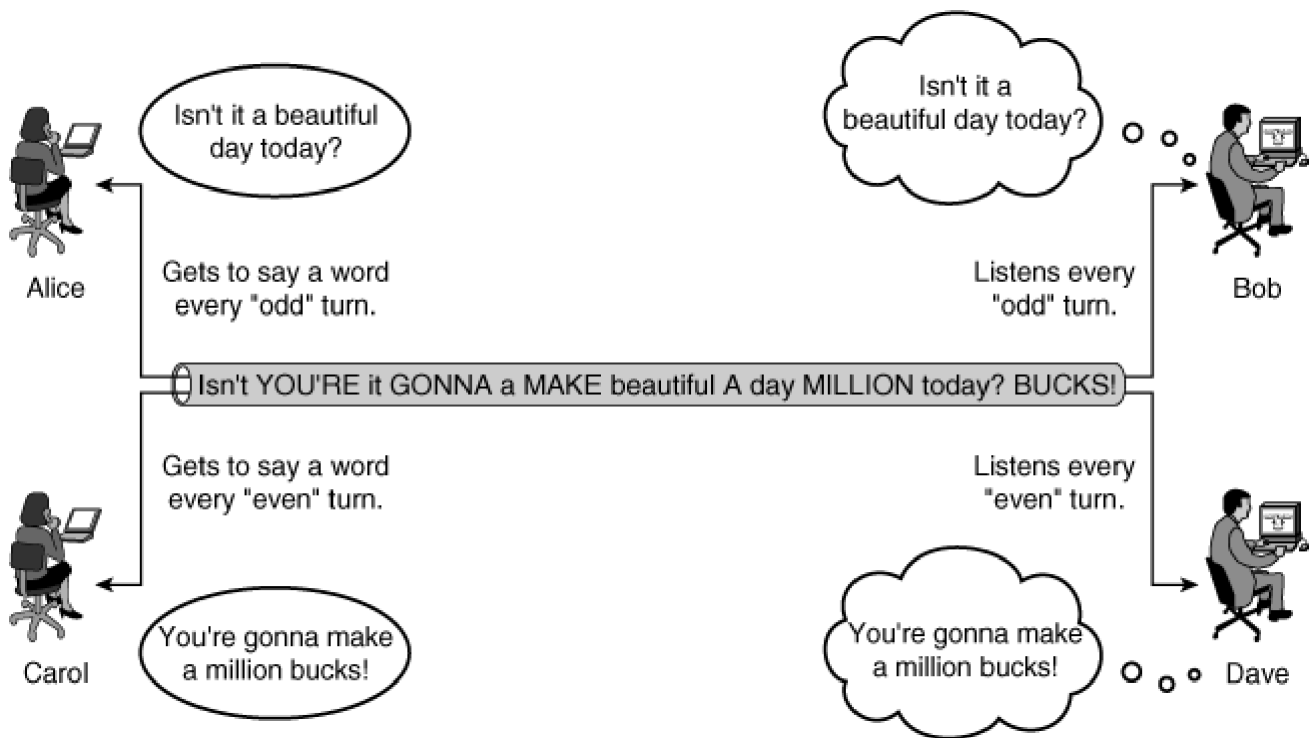 Isn't it a beautiful
day today?
Isn't it a
beautiful day today?
Alice
Gets to say a word
every "odd" turn.
Listens every
"odd" turn.
Bob
Isn't YOU'RE it GONNA a MAKE beautiful A day MILLION today? BUCKS!
Gets to say a word
every "even" turn.
Listens every
"even" turn.
Carol
You're gonna make
a million bucks!
You're gonna make
a million bucks!
Dave